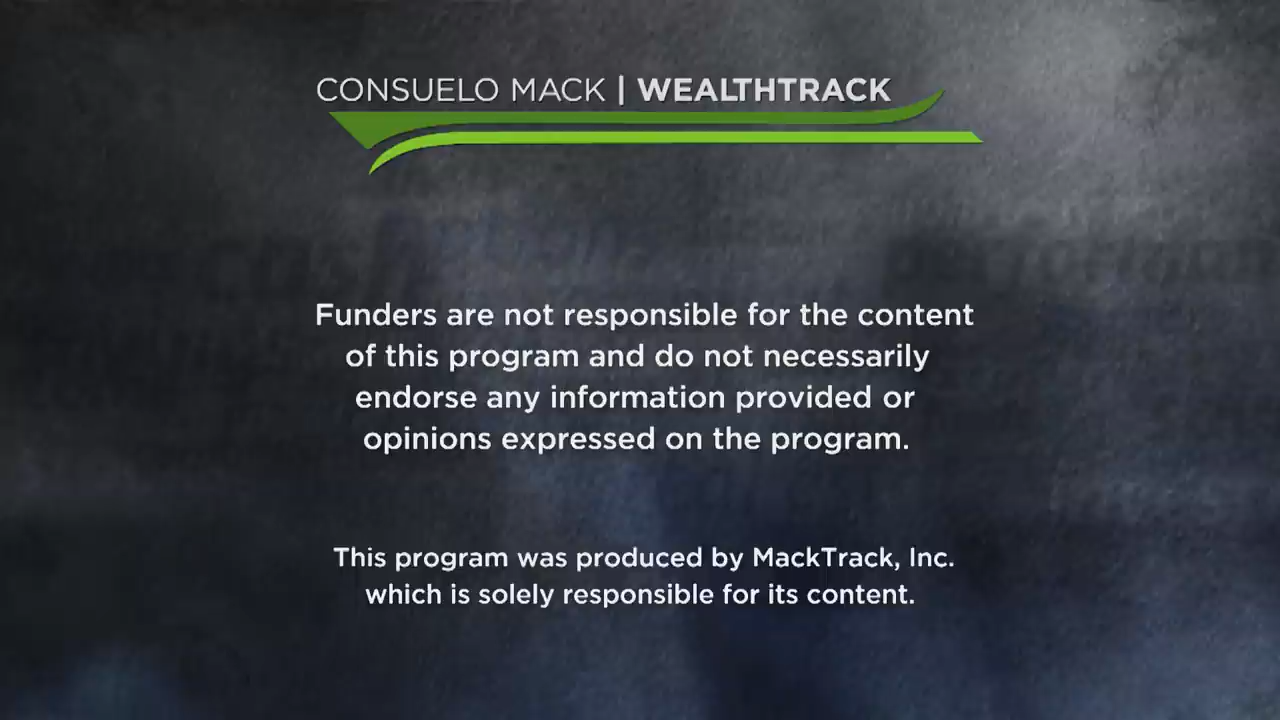 CONSUELO MACK | WEALTHTRACK
Funders are not responsible for the content
of this program and do not necessarily
endorse any information provided or
opinions expressed on the program.
This program was produced by MackTrack, Inc.
which is solely responsible for its content.